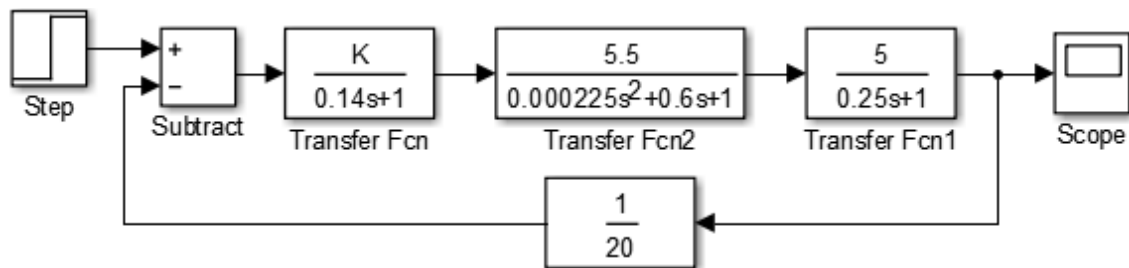 Step
+
−
Subtract
K
0.14s+1
Transfer Fcn
5.5
0.000225s²+0.6s+1
Transfer Fcn2
5
0.25s+1
Transfer Fcn1
Scope
1
20